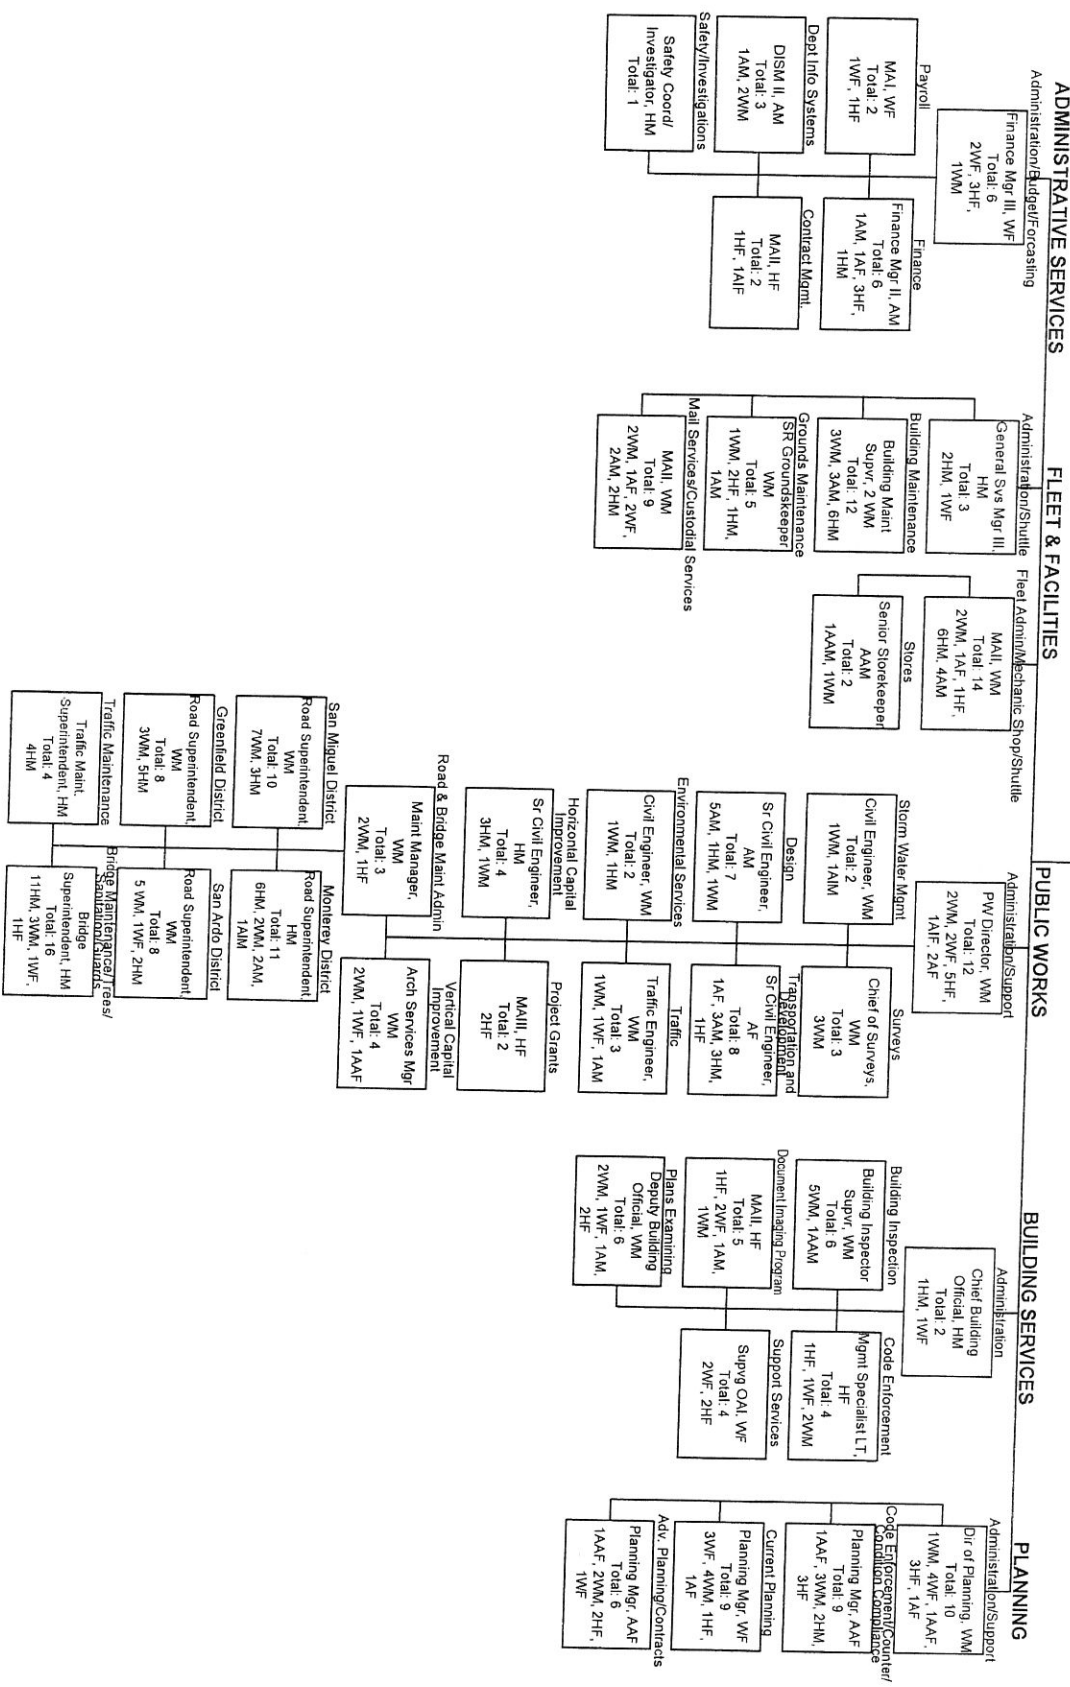 ADMINISTRATIVE SERVICES
Administration/Budget/Forcasting
Finance Mgr III, WF
Total: 6
2WF, 3HF,
1WM
Payroll
MAI, WF
Total: 2
1WF, 1HF
Finance
Finance Mgr II, AM
Total: 6
1AM, 1AF, 3HF,
1HM
Dept Info Systems
DISM II, AM
Total: 3
1AM, 2WM
Contract Mgmt.
MAII, HF
Total: 2
1HF, 1AIF
Safety/Investigations
Safety Coord/
Investigator, HM
Total: 1
FLEET & FACILITIES
Administration/Shuttle
General Svs Mgr III,
HM
Total: 3
2HM, 1WF
Building Maintenance
Building Maint
Supvr, 2 WM
Total: 12
3WM, 3AM, 6HM
Grounds Maintenance
SR Groundskeeper
WM
Total: 5
1WM, 2HF, 1HM,
1AM
Mail Services/Custodial Services
MAII, WM
Total: 9
2WM, 1AF, 2WF,
2AM, 2HM
Fleet Admin/Mechanic Shop/Shuttle
MAII, WM
Total: 14
2WM, 1AF, 1HF,
6HM, 4AM
Stores
Senior Storekeeper
AAM
Total: 2
1AAM, 1WM
PUBLIC WORKS
Administration/Support
PW Director, WM
Total: 12
2WM, 2WF, 5HF,
1AIF, 2AF
Storm Water Mgmt
Civil Engineer, WM
Total: 2
1WM, 1AIM
Surveys
Chief of Surveys,
WM
Total: 3
3WM
Design
Sr Civil Engineer,
AM
Total: 7
5AM, 1HM, 1WM
Transportation and
Development
Sr Civil Engineer,
AF
Total: 8
1AF, 3AM, 3HM,
1HF
Environmental Services
Civil Engineer, WM
Total: 2
1WM, 1HM
Traffic
Traffic Engineer,
WM
Total: 3
1WM, 1WF, 1AM
Horizontal Capital
Improvement
Sr Civil Engineer,
HM
Total: 4
3HM, 1WM
Project Grants
MAIII, HF
Total: 2
2HF
Road & Bridge Maint Admin
Maint Manager,
WM
Total: 3
2WM, 1HF
Vertical Capital
Improvement
Arch Services Mgr
WM
Total: 4
2WM, 1WF, 1AAF
San Miguel District
Road Superintendent,
WM
Total: 10
7WM, 3HM
Monterey District
Road Superintendent,
HM
Total: 11
6HM, 2WM, 2AM,
1AIM
Greenfield District
Road Superintendent,
WM
Total: 8
3WM, 5HM
San Ardo District
Road Superintendent,
WM
Total: 8
5 WM, 1WF, 2HM
Traffic Maintenance
Traffic Maint.
Superintendent, HM
Total: 4
4HM
Bridge Maintenance/Trees/
Sanitation/Guards
Bridge
Superintendent, HM
Total: 16
11HM, 3WM, 1WF,
1HF
BUILDING SERVICES
Administration
Chief Building
Official, HM
Total: 2
1HM, 1WF
Building Inspection
Building Inspector
Supvr, WM
Total: 6
5WM, 1AAM
Code Enforcement
Mgmt Specialist LT,
HF
Total: 4
1HF, 1WF, 2WM
Document Imaging Program
MAII, HF
Total: 5
1HF, 2WF, 1AM,
1WM
Support Services
Supvg OAI, WF
Total: 4
2WF, 2HF
Plans Examining
Deputy Building
Official, WM
Total: 6
2WM, 1WF, 1AM,
2HF
PLANNING
Administration/Support
Dir of Planning, WM
Total: 10
1WM, 4WF, 1AAF,
3HF, 1AF
Code Enforcement/Counter/
Condition Compliance
Planning Mgr, AAF
Total: 9
1AAF, 3WM, 2HM,
3HF
Current Planning
Planning Mgr, WF
Total: 9
3WF, 4WM, 1HF,
1AF
Adv. Planning/Contracts
Planning Mgr, AAF
Total: 6
1AAF, 2WM, 2HF,
1WF